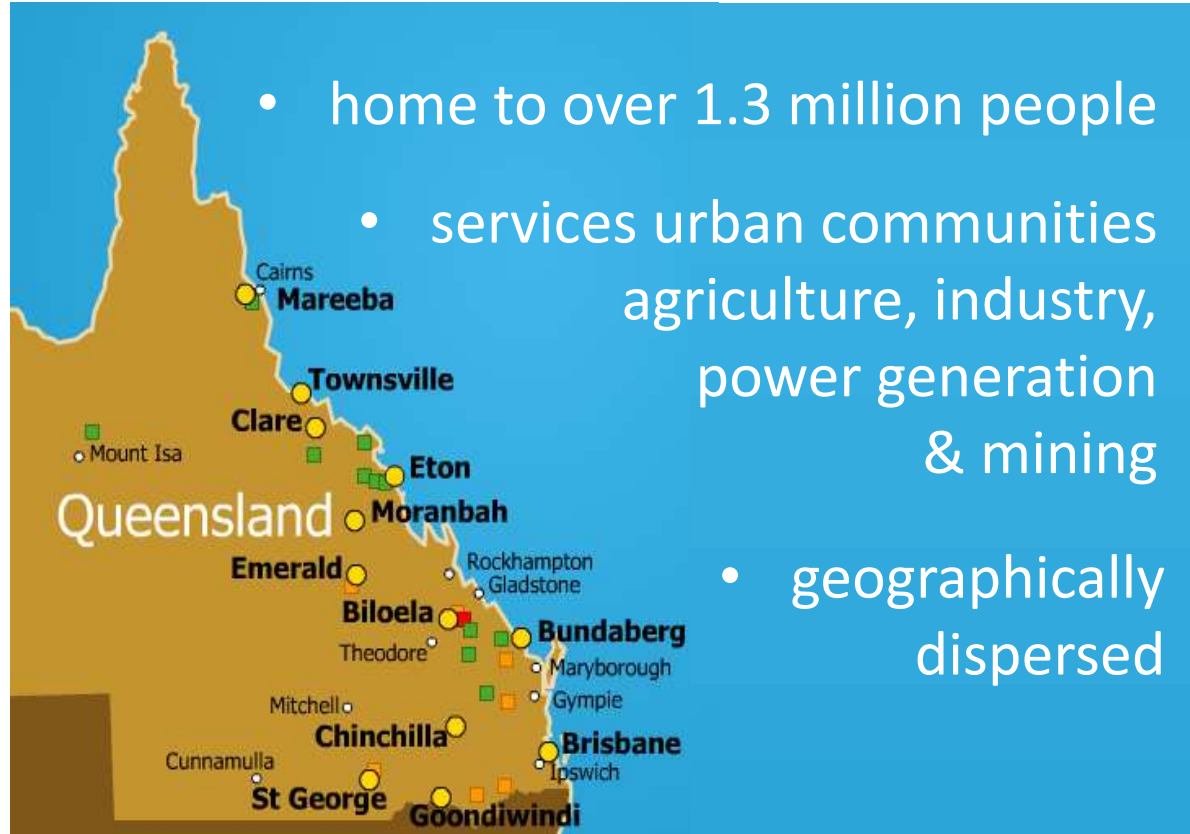 • home to over 1.3 million people
• services urban communities
agriculture, industry,
power generation
& mining
• geographically
dispersed
Cairns
Mareeba
Townsville
Clare
Mount Isa
Eton
Queensland
Moranbah
Emerald
Rockhampton
Gladstone
Biloela
Bundaberg
Theodore
Maryborough
Mitchell
Gympie
Chinchilla
Brisbane
Cunnamulla
Ipswich
St George
Goondiwindi